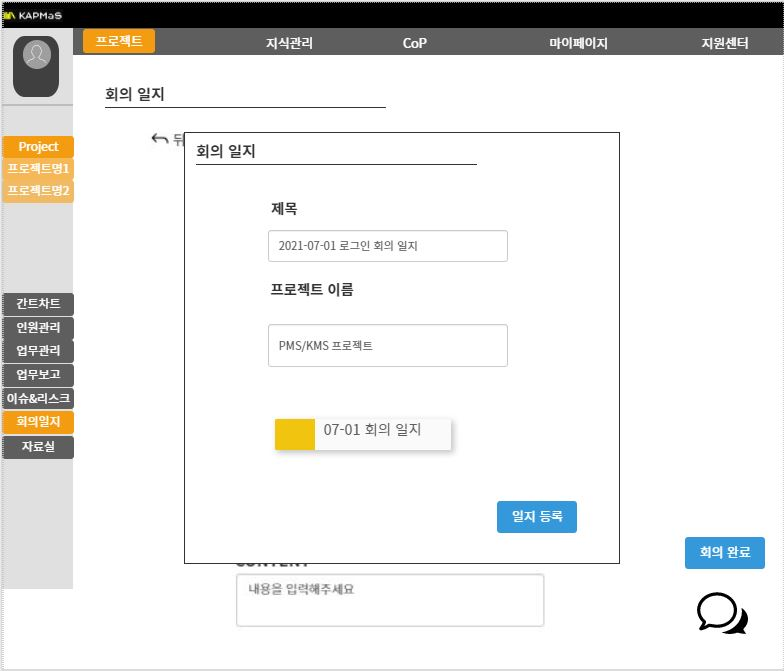 KAPMaS
프로젝트
지식관리
CoP
마이페이지
지원센터
회의 일지
뒤
Project
프로젝트명1
프로젝트명2
간트차트
인원관리
업무관리
업무보고
이슈&리스크
회의일지
자료실
회의 일지
제목
2021-07-01 로그인 회의 일지
프로젝트 이름
PMS/KMS 프로젝트
07-01 회의 일지
일지 등록
회의 완료
CONTENT
내용을 입력해주세요